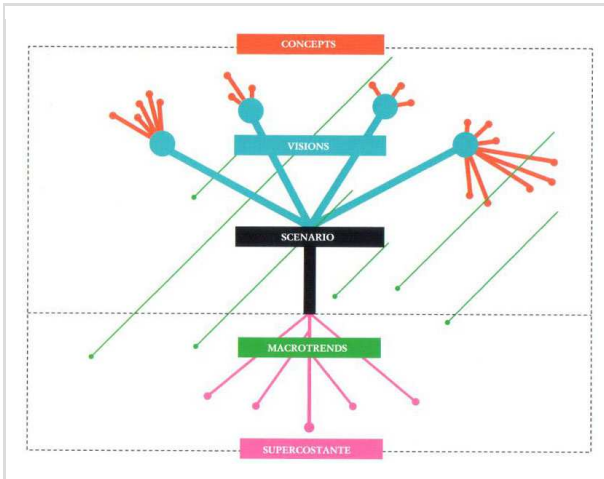 CONCEPTS
VISIONS
SCENARIO
MACROTRENDS
SUPERCOSTANTE